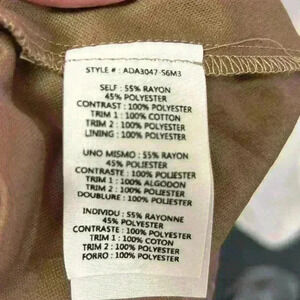 STYLE # : ADA3047-S6M3
SELF : 55% RAYON
45% POLYESTER
CONTRAST : 100% POLYESTER
TRIM 1 : 100% COTTON
TRIM 2 : 100% POLYESTER
LINING : 100% POLYESTER
UNO MISMO : 55% RAYON
45% POLIESTER
CONTRASTE : 100% POLIESTER
TRIM 1 : 100% ALGODON
TRIM 2 : 100% POLIESTER
DOUBLURE : 100% POLIESTER
INDIVIDU : 55% RAYONNE
45% POLYESTER
CONTRASTE : 100% POLYESTER
TRIM 1 : 100% COTON
TRIM 2 : 100% POLYESTER
FORRO : 100% POLYESTER